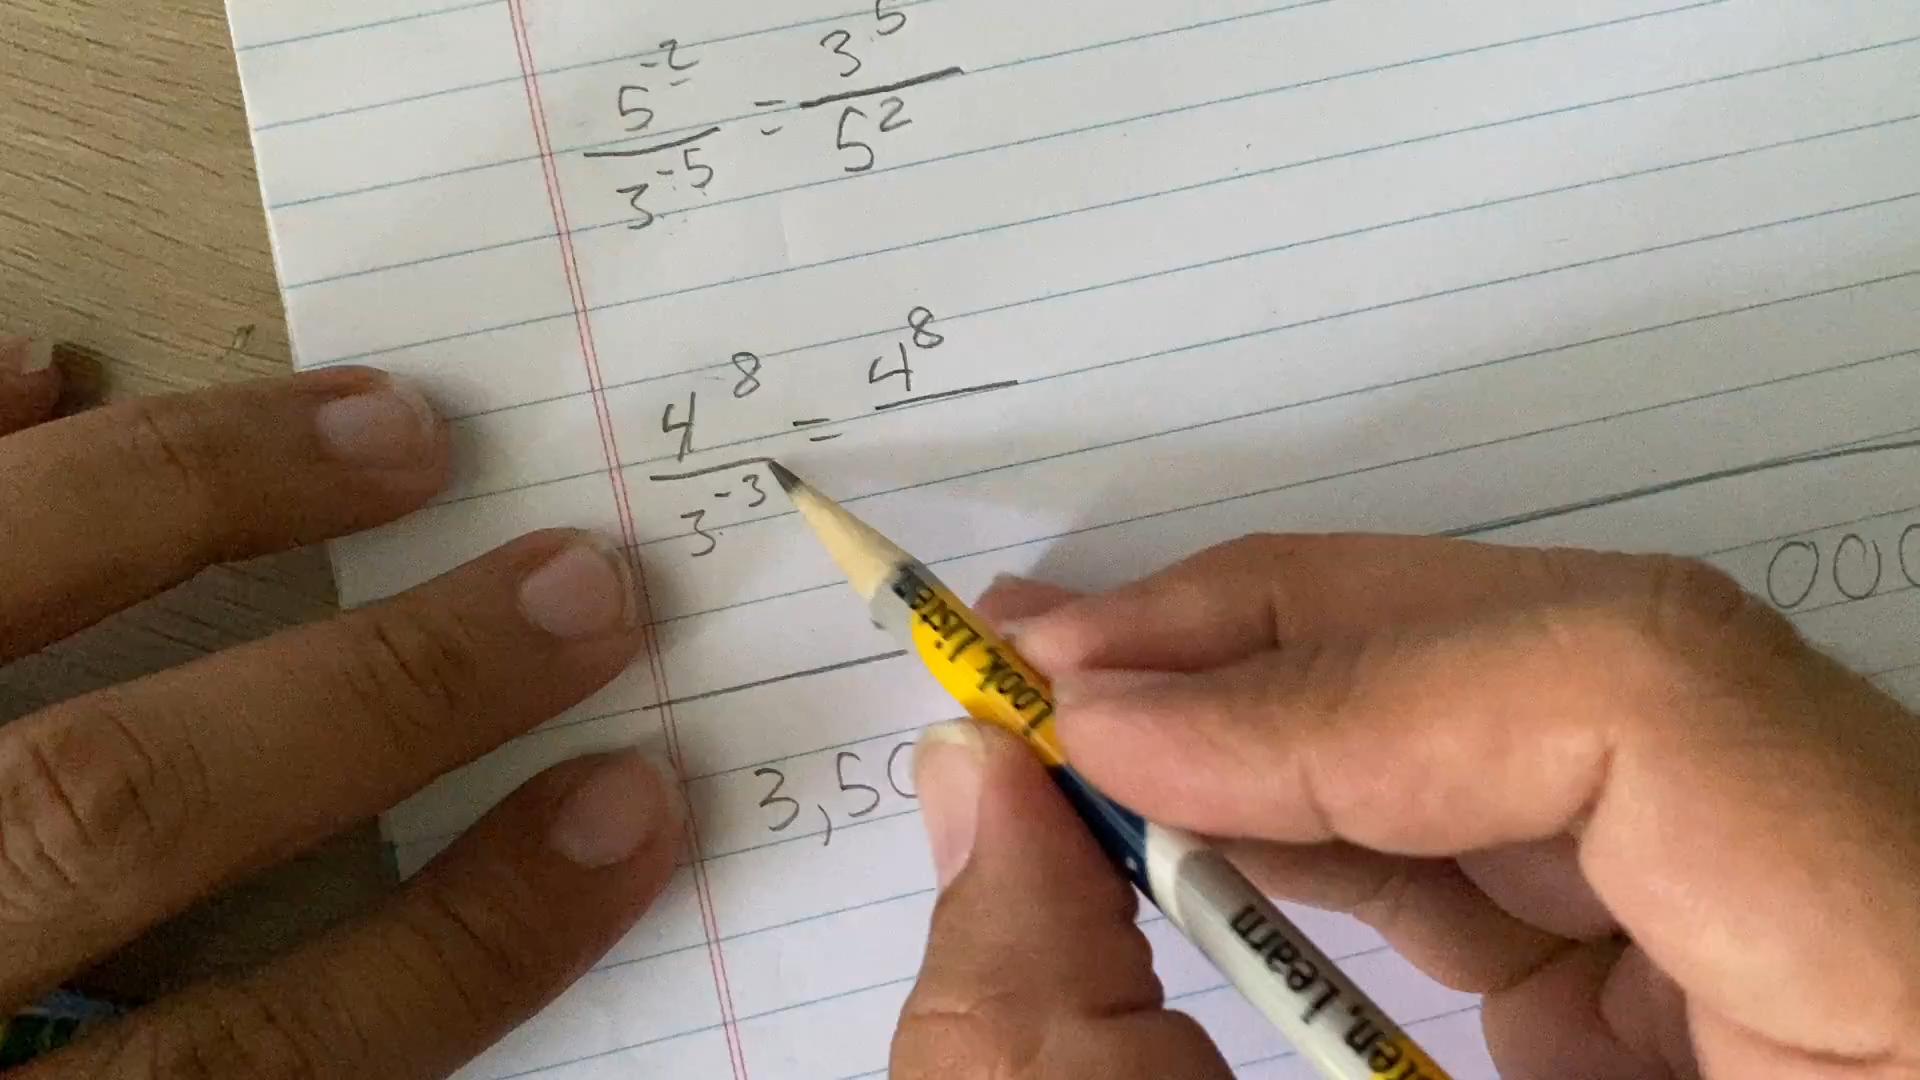 5^-2 / 3^-5 = 3^5 / 5^2
4^8 / 3^-3 = 4^8 /
000
3,50
Look, Listen, Learn